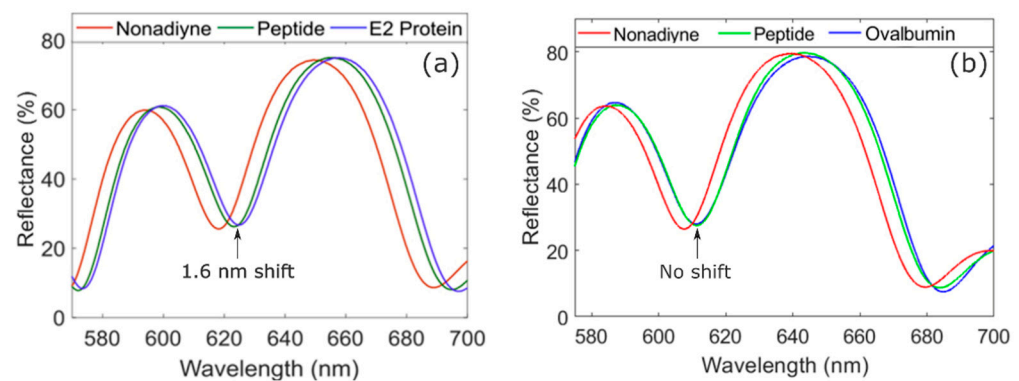 Nonadiyne Peptide E2 Protein
(a)
Reflectance (%)
80
60
40
20
0
1.6 nm shift
580 600 620 640 660 680 700
Wavelength (nm)
Nonadiyne Peptide Ovalbumin
(b)
Reflectance (%)
80
60
40
20
0
No shift
580 600 620 640 660 680 700
Wavelength (nm)